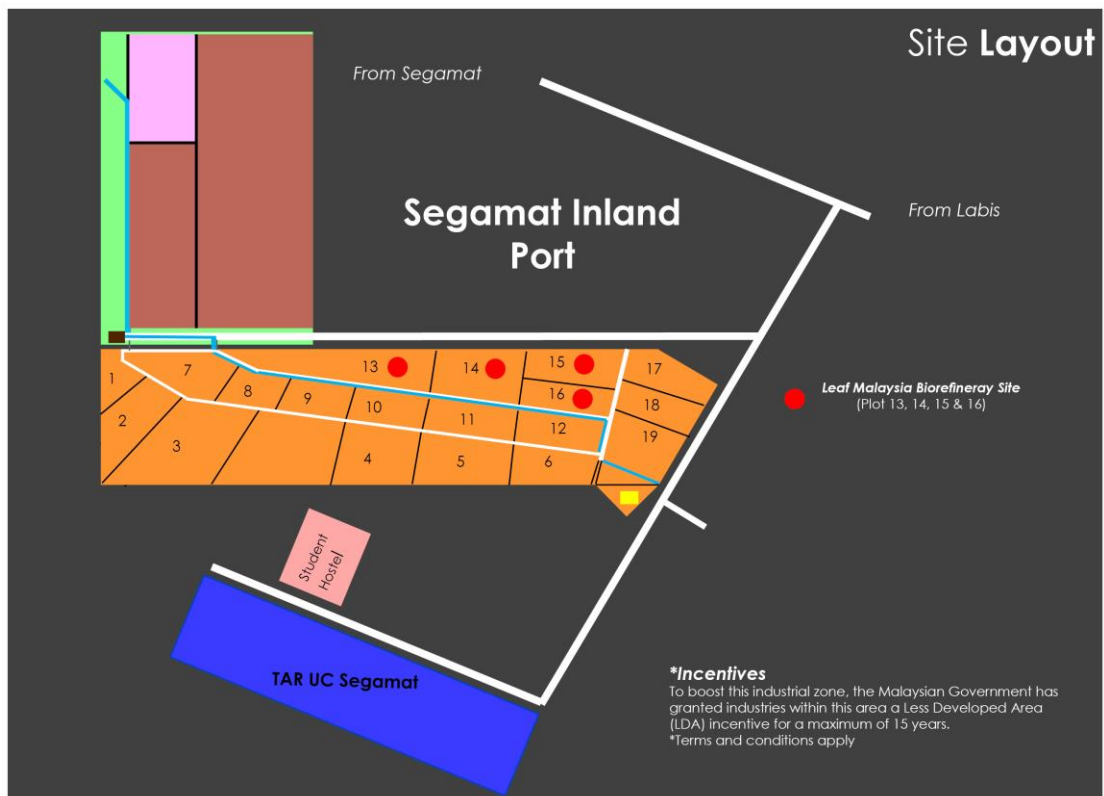 Site Layout
From Segamat
From Labis
Segamat Inland
Port
1
7
13
14
15
17
8
9
10
11
16
12
18
19
2
3
4
5
6
Leaf Malaysia Biorefineray Site
(Plot 13, 14, 15 & 16)
Student
Hostel
TAR UC Segamat
*Incentives
To boost this industrial zone, the Malaysian Government has
granted industries within this area a Less Developed Area
(LDA) incentive for a maximum of 15 years.
*Terms and conditions apply